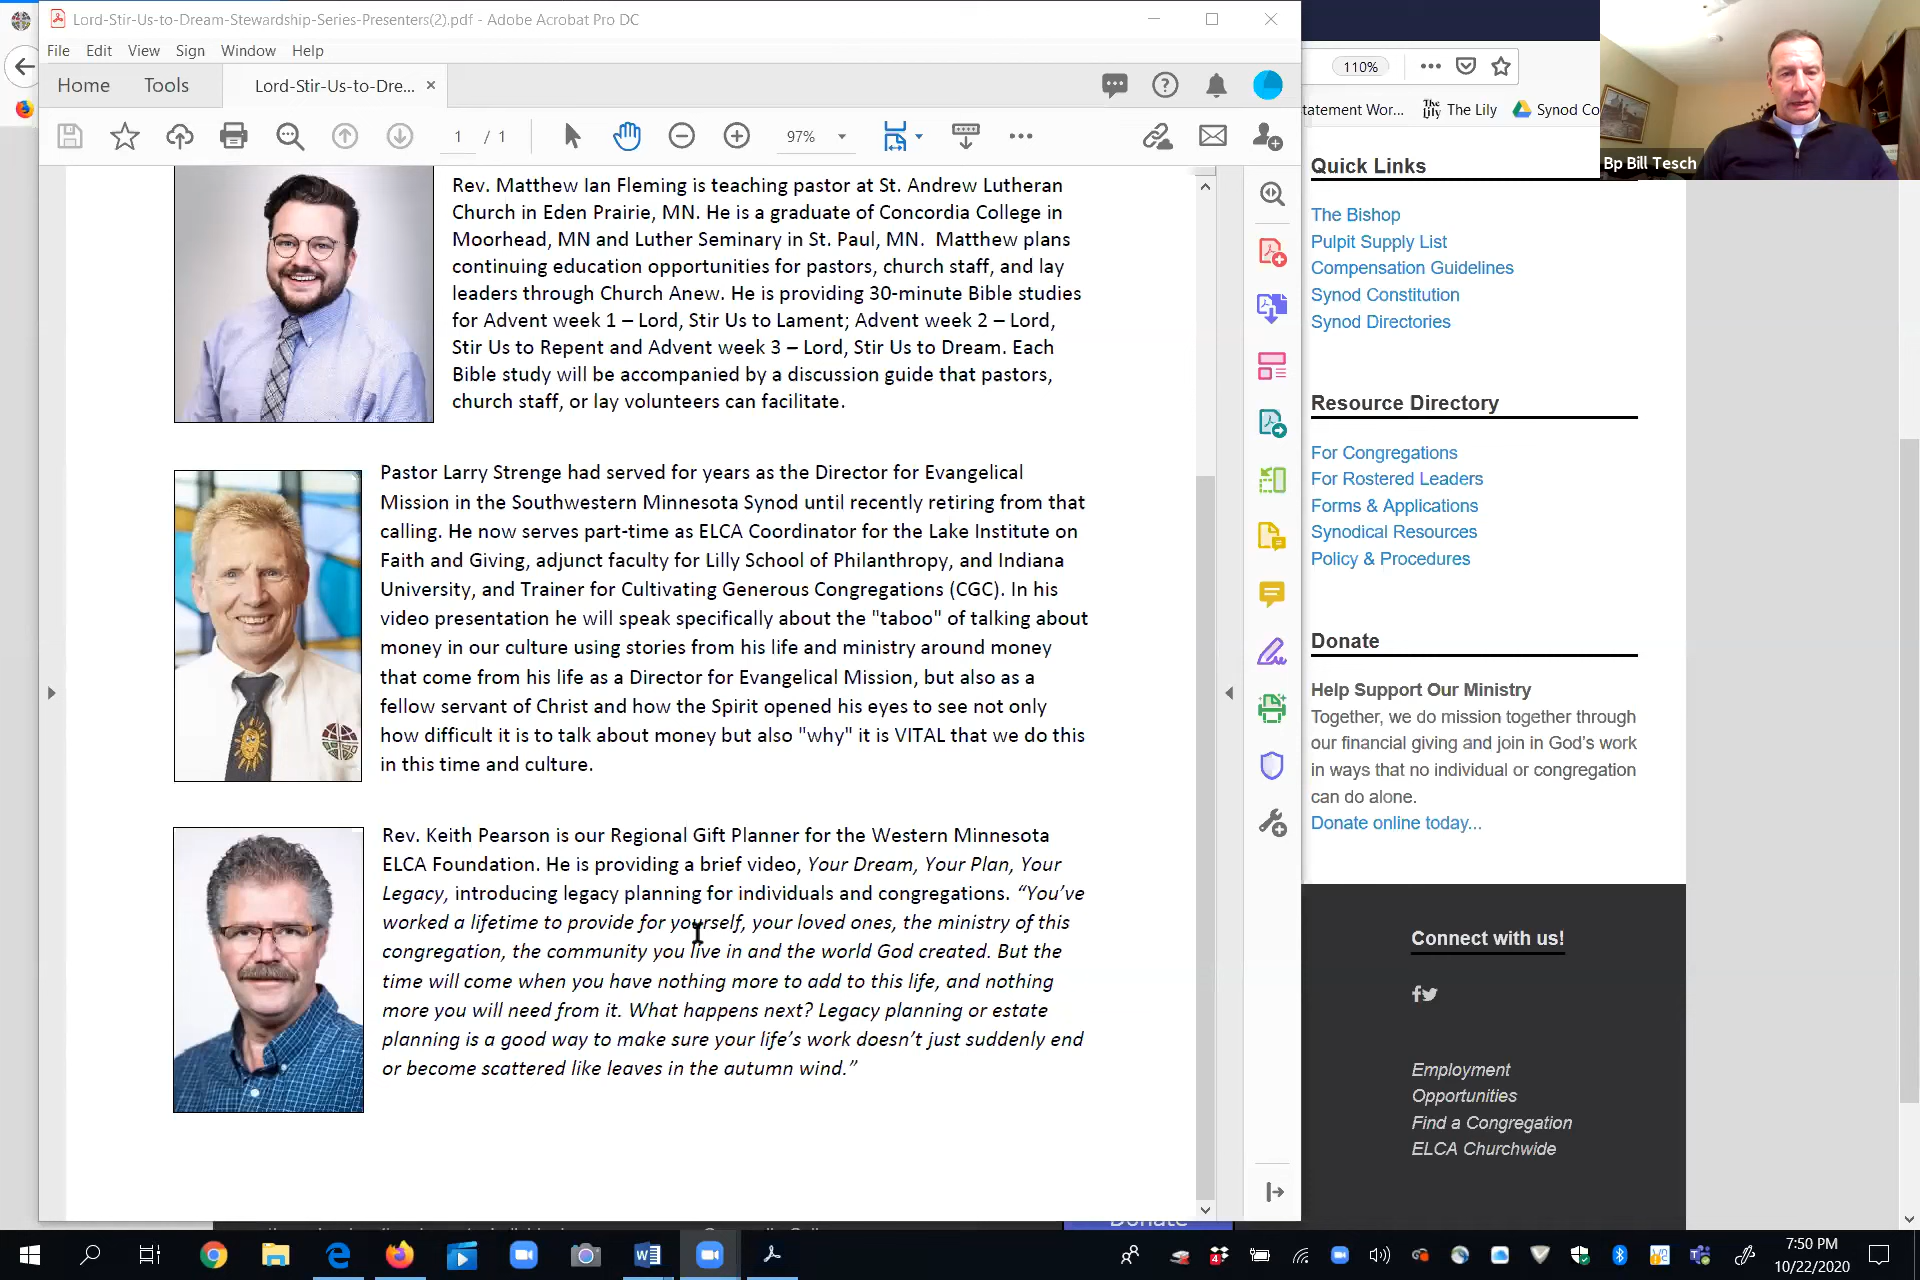 Lord-Stir-Us-to-Dream-Stewardship-Series-Presenters(2).pdf - Adobe Acrobat Pro DC
File Edit View Sign Window Help
Home Tools Lord-Stir-Us-to-Dre... ×
1 / 1 97%
110%
tatement Wor... The Lily The Lily Synod Co
Bp Bill Tesch
Rev. Matthew Ian Fleming is teaching pastor at St. Andrew Lutheran
Church in Eden Prairie, MN. He is a graduate of Concordia College in
Moorhead, MN and Luther Seminary in St. Paul, MN. Matthew plans
continuing education opportunities for pastors, church staff, and lay
leaders through Church Anew. He is providing 30-minute Bible studies
for Advent week 1 – Lord, Stir Us to Lament; Advent week 2 – Lord,
Stir Us to Repent and Advent week 3 – Lord, Stir Us to Dream. Each
Bible study will be accompanied by a discussion guide that pastors,
church staff, or lay volunteers can facilitate.
Pastor Larry Strenge had served for years as the Director for Evangelical
Mission in the Southwestern Minnesota Synod until recently retiring from that
calling. He now serves part-time as ELCA Coordinator for the Lake Institute on
Faith and Giving, adjunct faculty for Lilly School of Philanthropy, and Indiana
University, and Trainer for Cultivating Generous Congregations (CGC). In his
video presentation he will speak specifically about the "taboo" of talking about
money in our culture using stories from his life and ministry around money
that come from his life as a Director for Evangelical Mission, but also as a
fellow servant of Christ and how the Spirit opened his eyes to see not only
how difficult it is to talk about money but also "why" it is VITAL that we do this
in this time and culture.
Rev. Keith Pearson is our Regional Gift Planner for the Western Minnesota
ELCA Foundation. He is providing a brief video, Your Dream, Your Plan, Your
Legacy, introducing legacy planning for individuals and congregations. “You’ve
worked a lifetime to provide for yourself, your loved ones, the ministry of this
congregation, the community you live in and the world God created. But the
time will come when you have nothing more to add to this life, and nothing
more you will need from it. What happens next? Legacy planning or estate
planning is a good way to make sure your life’s work doesn’t just suddenly end
or become scattered like leaves in the autumn wind.”
Quick Links
The Bishop
Pulpit Supply List
Compensation Guidelines
Synod Constitution
Synod Directories
Resource Directory
For Congregations
For Rostered Leaders
Forms & Applications
Synodical Resources
Policy & Procedures
Donate
Help Support Our Ministry
Together, we do mission together through
our financial giving and join in God’s work
in ways that no individual or congregation
can do alone.
Donate online today...
Connect with us!
Employment
Opportunities
Find a Congregation
ELCA Churchwide
Donate
7:50 PM
10/22/2020